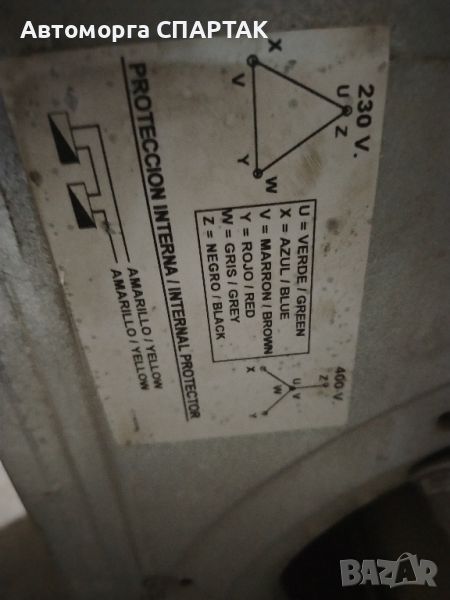 Автоморга СПАРТАК
230 V.
U
Z
X
V
Y
W
U = VERDE / GREEN
X = AZUL / BLUE
V = MARRON / BROWN
Y = ROJO / RED
W = GRIS / GREY
Z = NEGRO / BLACK
400 V.
Z
U
V
W
X
Y
PROTECCION INTERNA / INTERNAL PROTECTOR
AMARILLO / YELLOW
AMARILLO / YELLOW
BAZAR